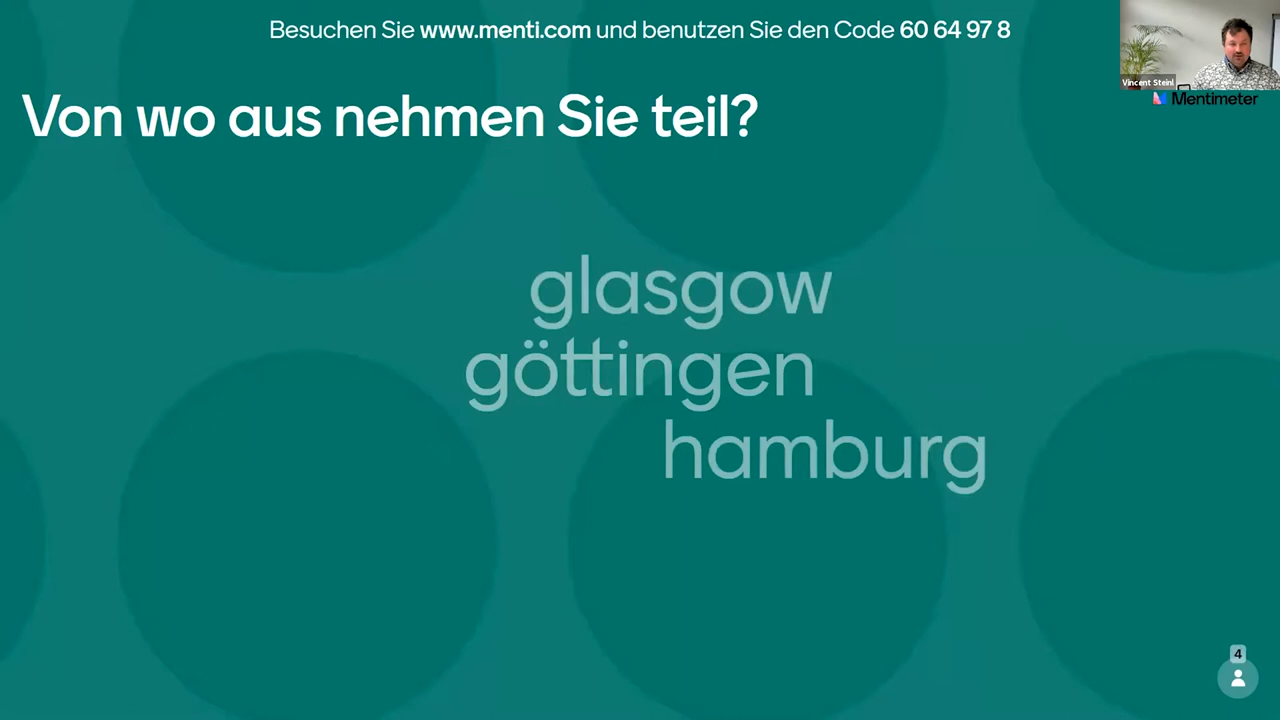 Besuchen Sie www.menti.com und benutzen Sie den Code 60 64 97 8
Vincent Steinl
Mentimeter
Von wo aus nehmen Sie teil?
glasgow
göttingen
hamburg
4